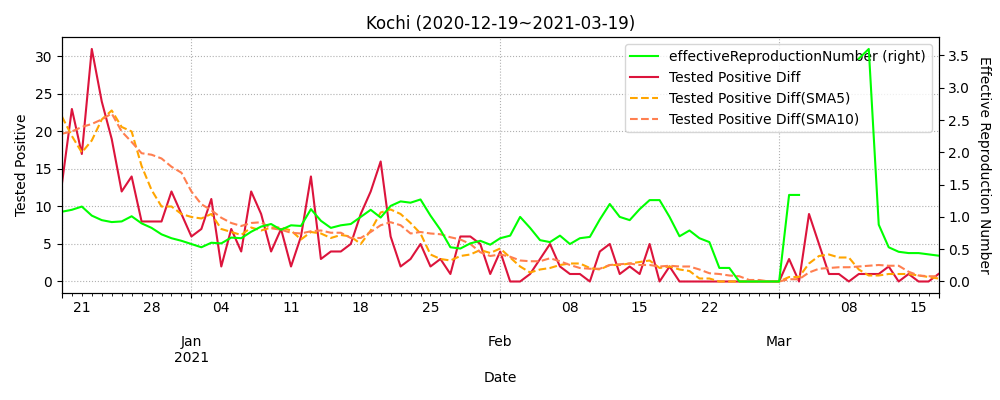 Kochi (2020-12-19~2021-03-19)
effectiveReproductionNumber (right)
Tested Positive Diff
Tested Positive Diff(SMA5)
Tested Positive Diff(SMA10)
Tested Positive
30
25
20
15
10
5
0
3.5
3.0
2.5
2.0
1.5
1.0
0.5
0.0
Effective Reproduction Number
21 28 04 11 18 25 08 15 22 08 15
Jan Feb Mar
2021
Date